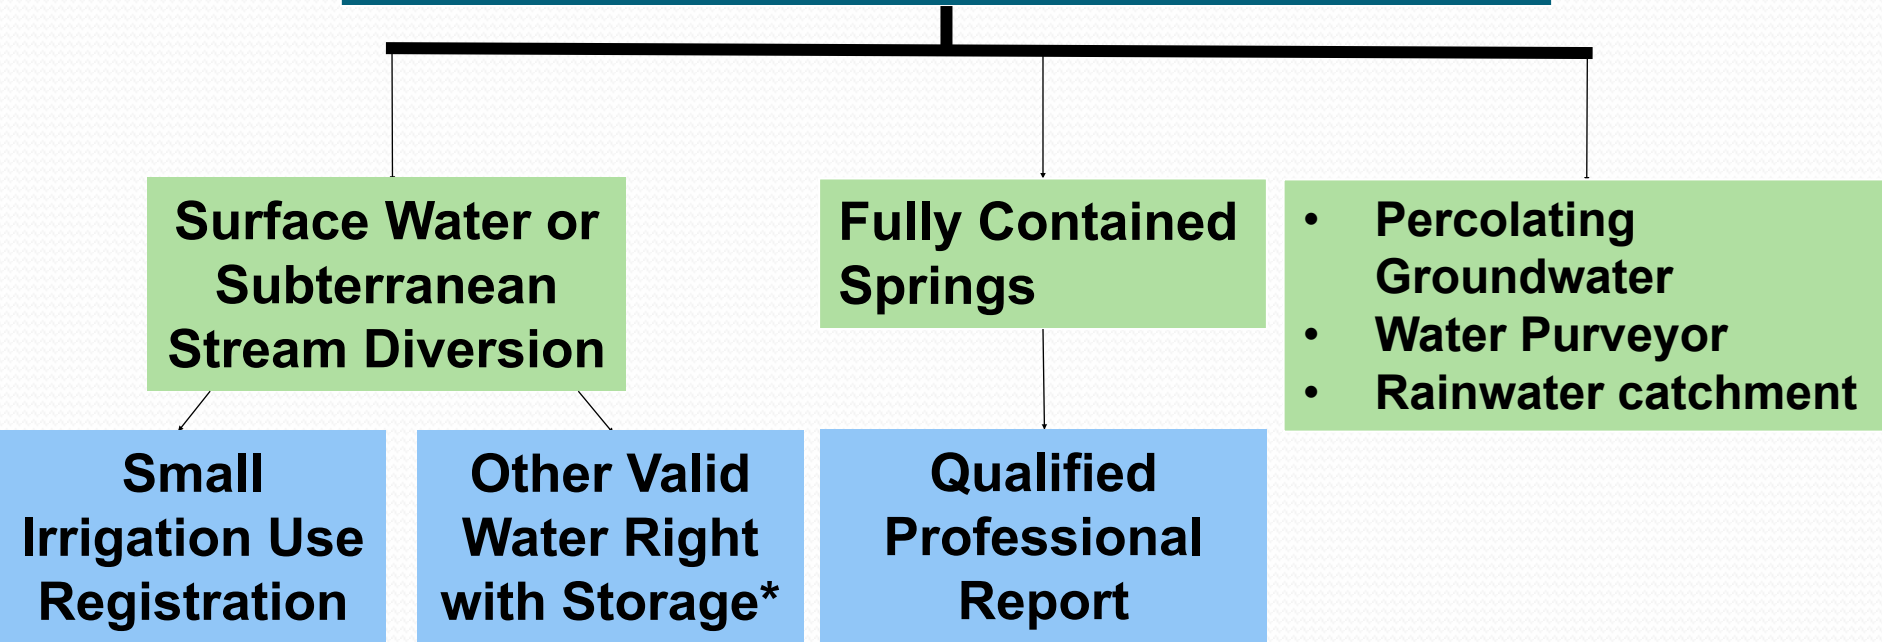 Surface Water or
Subterranean
Stream Diversion
Fully Contained
Springs
• Percolating
Groundwater
• Water Purveyor
• Rainwater catchment
Small
Irrigation Use
Registration
Other Valid
Water Right
with Storage*
Qualified
Professional
Report